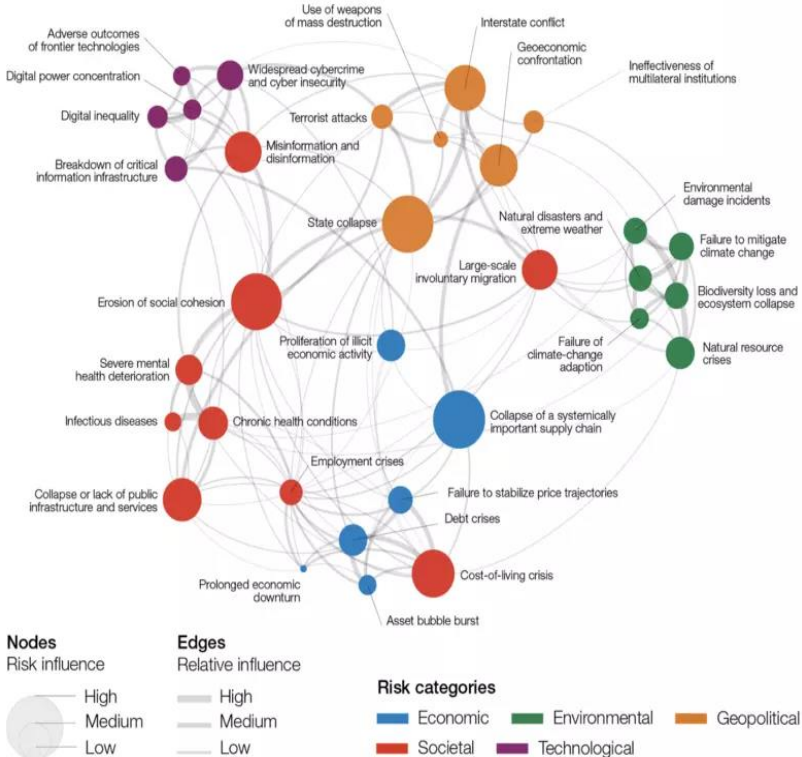 Use of weapons
of mass destruction
Interstate conflict
Adverse outcomes
of frontier technologies
Geoeconomic
confrontation
Digital power concentration
Widespread cybercrime
and cyber insecurity
Ineffectiveness of
multilateral institutions
Digital inequality
Terrorist attacks
Misinformation and
disinformation
Breakdown of critical
information infrastructure
Environmental
damage incidents
State collapse
Natural disasters and
extreme weather
Failure to mitigate
climate change
Large-scale
involuntary migration
Biodiversity loss and
ecosystem collapse
Erosion of social cohesion
Proliferation of illicit
economic activity
Failure of
climate-change
adaption
Natural resource
crises
Severe mental
health deterioration
Infectious diseases
Chronic health conditions
Collapse of a systemically
important supply chain
Employment crises
Collapse or lack of public
infrastructure and services
Failure to stabilize price trajectories
Debt crises
Prolonged economic
downturn
Cost-of-living crisis
Asset bubble burst
Nodes
Risk influence
High
Medium
Low
Edges
Relative influence
High
Medium
Low
Risk categories
Economic
Environmental
Geopolitical
Societal
Technological